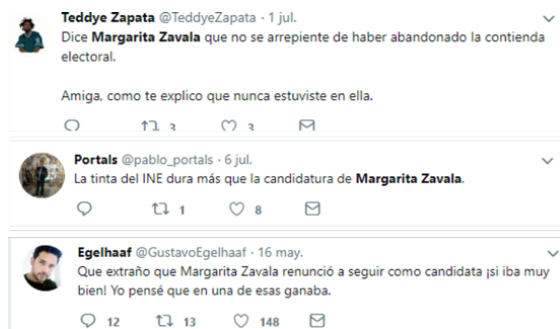 Teddye Zapata @TeddyeZapata · 1 jul.
Dice Margarita Zavala que no se arrepiente de haber abandonado la contienda
electoral.
Amiga, como te explico que nunca estuviste en ella.
3 3
Portals @pablo_portals · 6 jul.
La tinta del INE dura más que la candidatura de Margarita Zavala.
1 8
Egelhaaf @GustavoEgelhaaf · 16 may.
Que extraño que Margarita Zavala renunció a seguir como candidata ¡si iba muy
bien! Yo pensé que en una de esas ganaba.
12 13 148